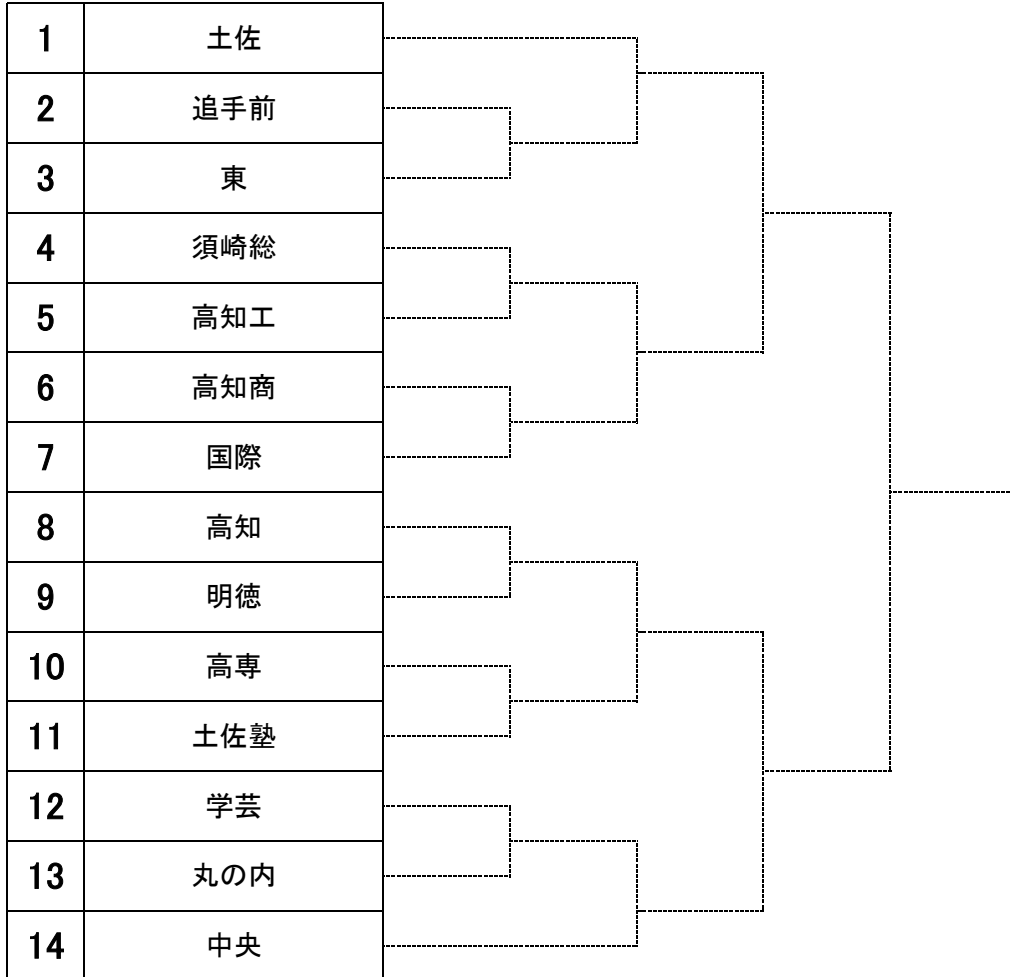 1 土佐
2 追手前
3 東
4 須崎総
5 高知工
6 高知商
7 国際
8 高知
9 明徳
10 高専
11 土佐塾
12 学芸
13 丸の内
14 中央